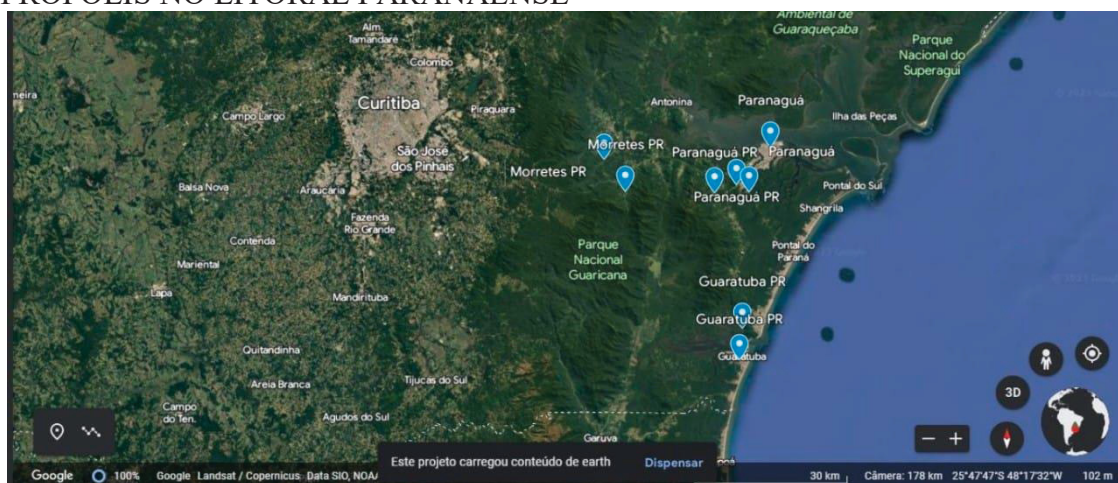 PRÓPOLIS NO LITORAL PARANAENSE
Ambiental de
Guaraqueçaba
Alm.
Tamandaré
Parque
Nacional do
Superagui
Colombo
Curitiba
Piraquara
Antonina
Paranaguá
Ilha das Peças
Campo Largo
São José
dos Pinhais
Morretes PR
Paranaguá PR
Paranaguá
Morretes PR
Balsa Nova
Araucária
Paranaguá PR
Pontal do Sul
Shangrila
Fazenda
Rio Grande
Contenda
Parque
Nacional
Guaricana
Pontal do
Paraná
Mariental
Guaratuba PR
Lapa
Mandirituba
Guaratuba PR
Quitandinha
Guaratuba
Areia Branca
Tijucas do Sul
3D
Campo
do Ten.
Agudos do Sul
Garuva
Este projeto carregou conteúdo de earth
Dispensar
Google
100%
Google Landsat / Copernicus Data SIO, NOAA
30 km
Câmera: 178 km
25°47'47"S 48°17'32"W
102 m